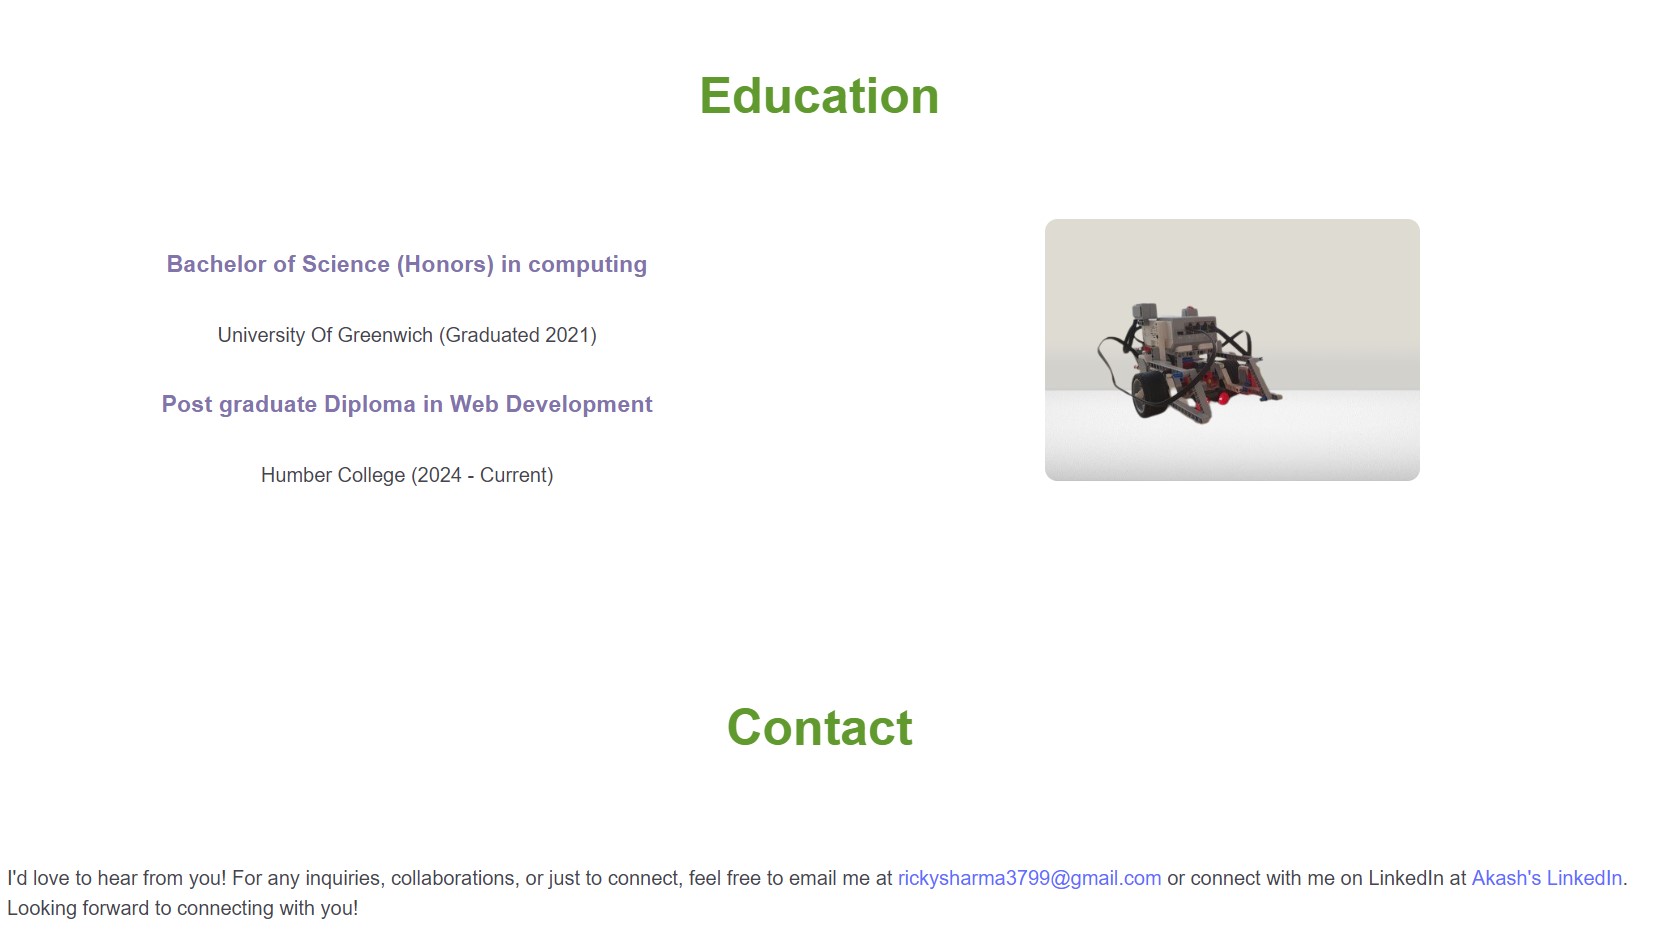 Education
Bachelor of Science (Honors) in computing
University Of Greenwich (Graduated 2021)
Post graduate Diploma in Web Development
Humber College (2024 - Current)
Contact
I'd love to hear from you! For any inquiries, collaborations, or just to connect, feel free to email me at rickysharma3799@gmail.com or connect with me on LinkedIn at Akash's LinkedIn.
Looking forward to connecting with you!